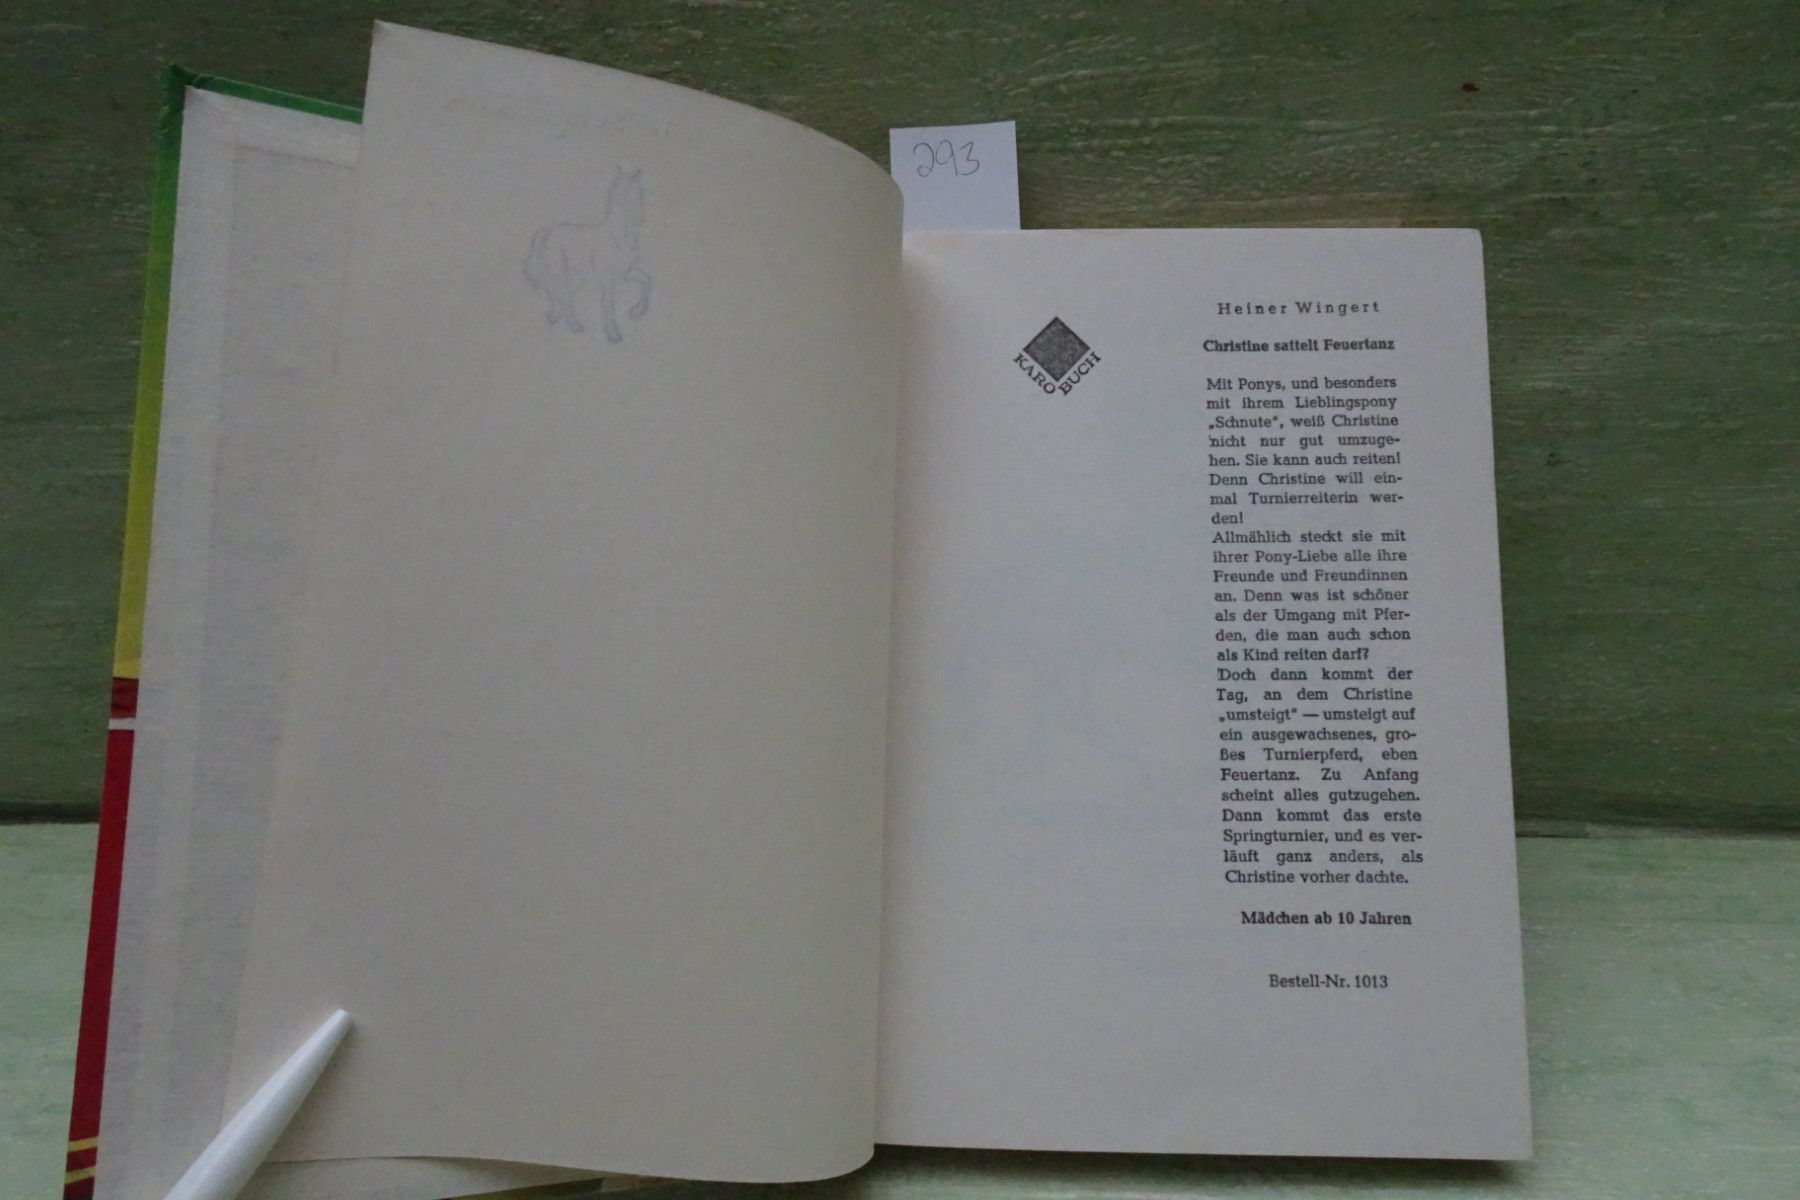 293
KARO BUCH
Heiner Wingert
Christine sattelt Feuertanz
Mit Ponys, und besonders
mit ihrem Lieblingspony
„Schnute“, weiß Christine
nicht nur gut umzuge-
hen. Sie kann auch reiten!
Denn Christine will ein-
mal Turnierreiterin wer-
den!
Allmählich steckt sie mit
ihrer Pony-Liebe alle ihre
Freunde und Freundinnen
an. Denn was ist schöner
als der Umgang mit Pfer-
den, die man auch schon
als Kind reiten darf?
Doch dann kommt der
Tag, an dem Christine
„umsteigt“ — umsteigt auf
ein ausgewachsenes, gro-
ßes Turnierpferd, eben
Feuertanz. Zu Anfang
scheint alles gutzugehen.
Dann kommt das erste
Springturnier, und es ver-
läuft ganz anders, als
Christine vorher dachte.
Mädchen ab 10 Jahren
Bestell-Nr. 1013